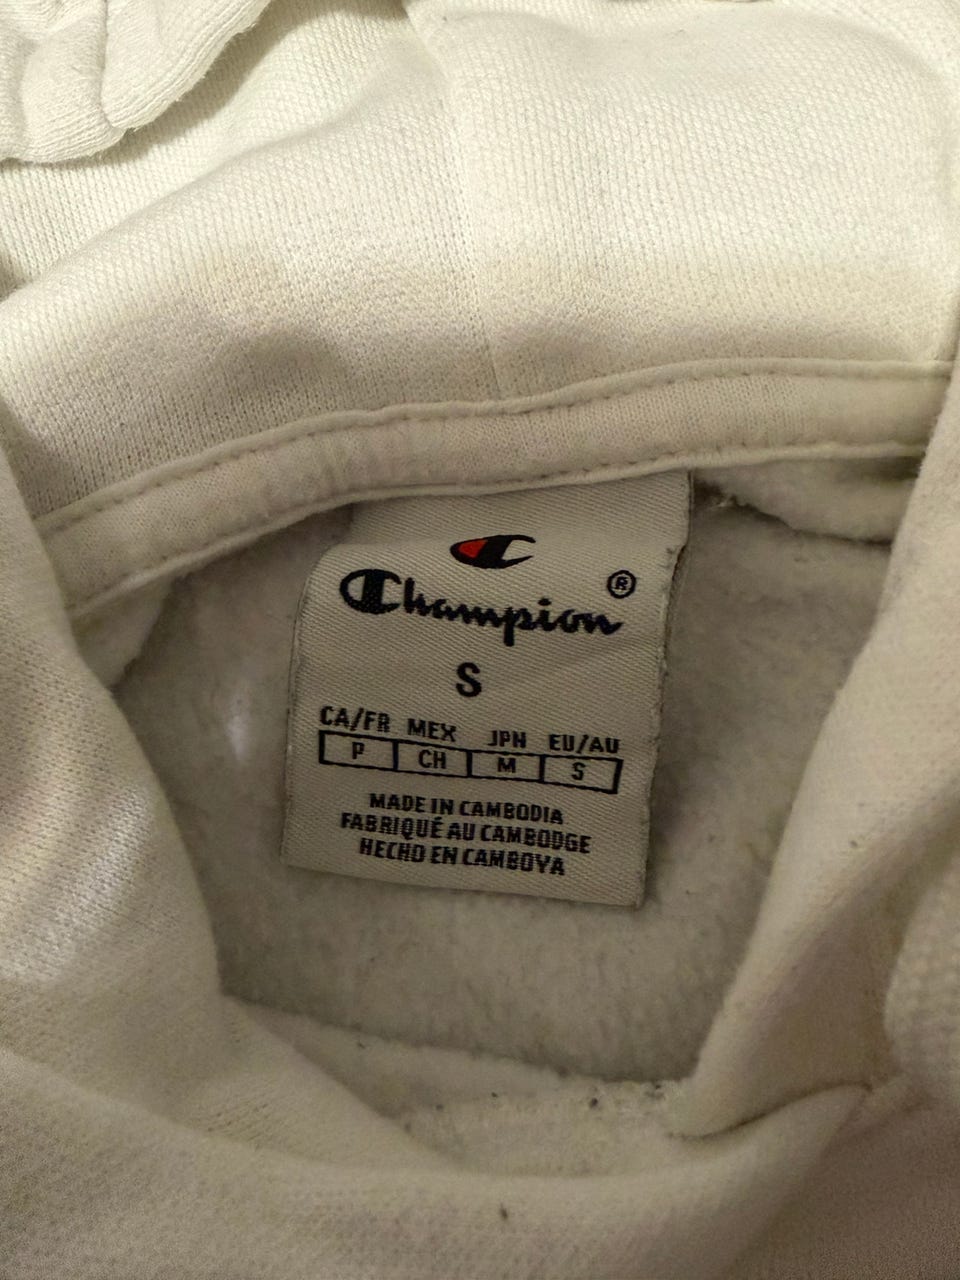 Champion®
S
CA/FR MEX JPN EU/AU
P CH M S
MADE IN CAMBODIA
FABRIQUÉ AU CAMBODGE
HECHO EN CAMBOYA